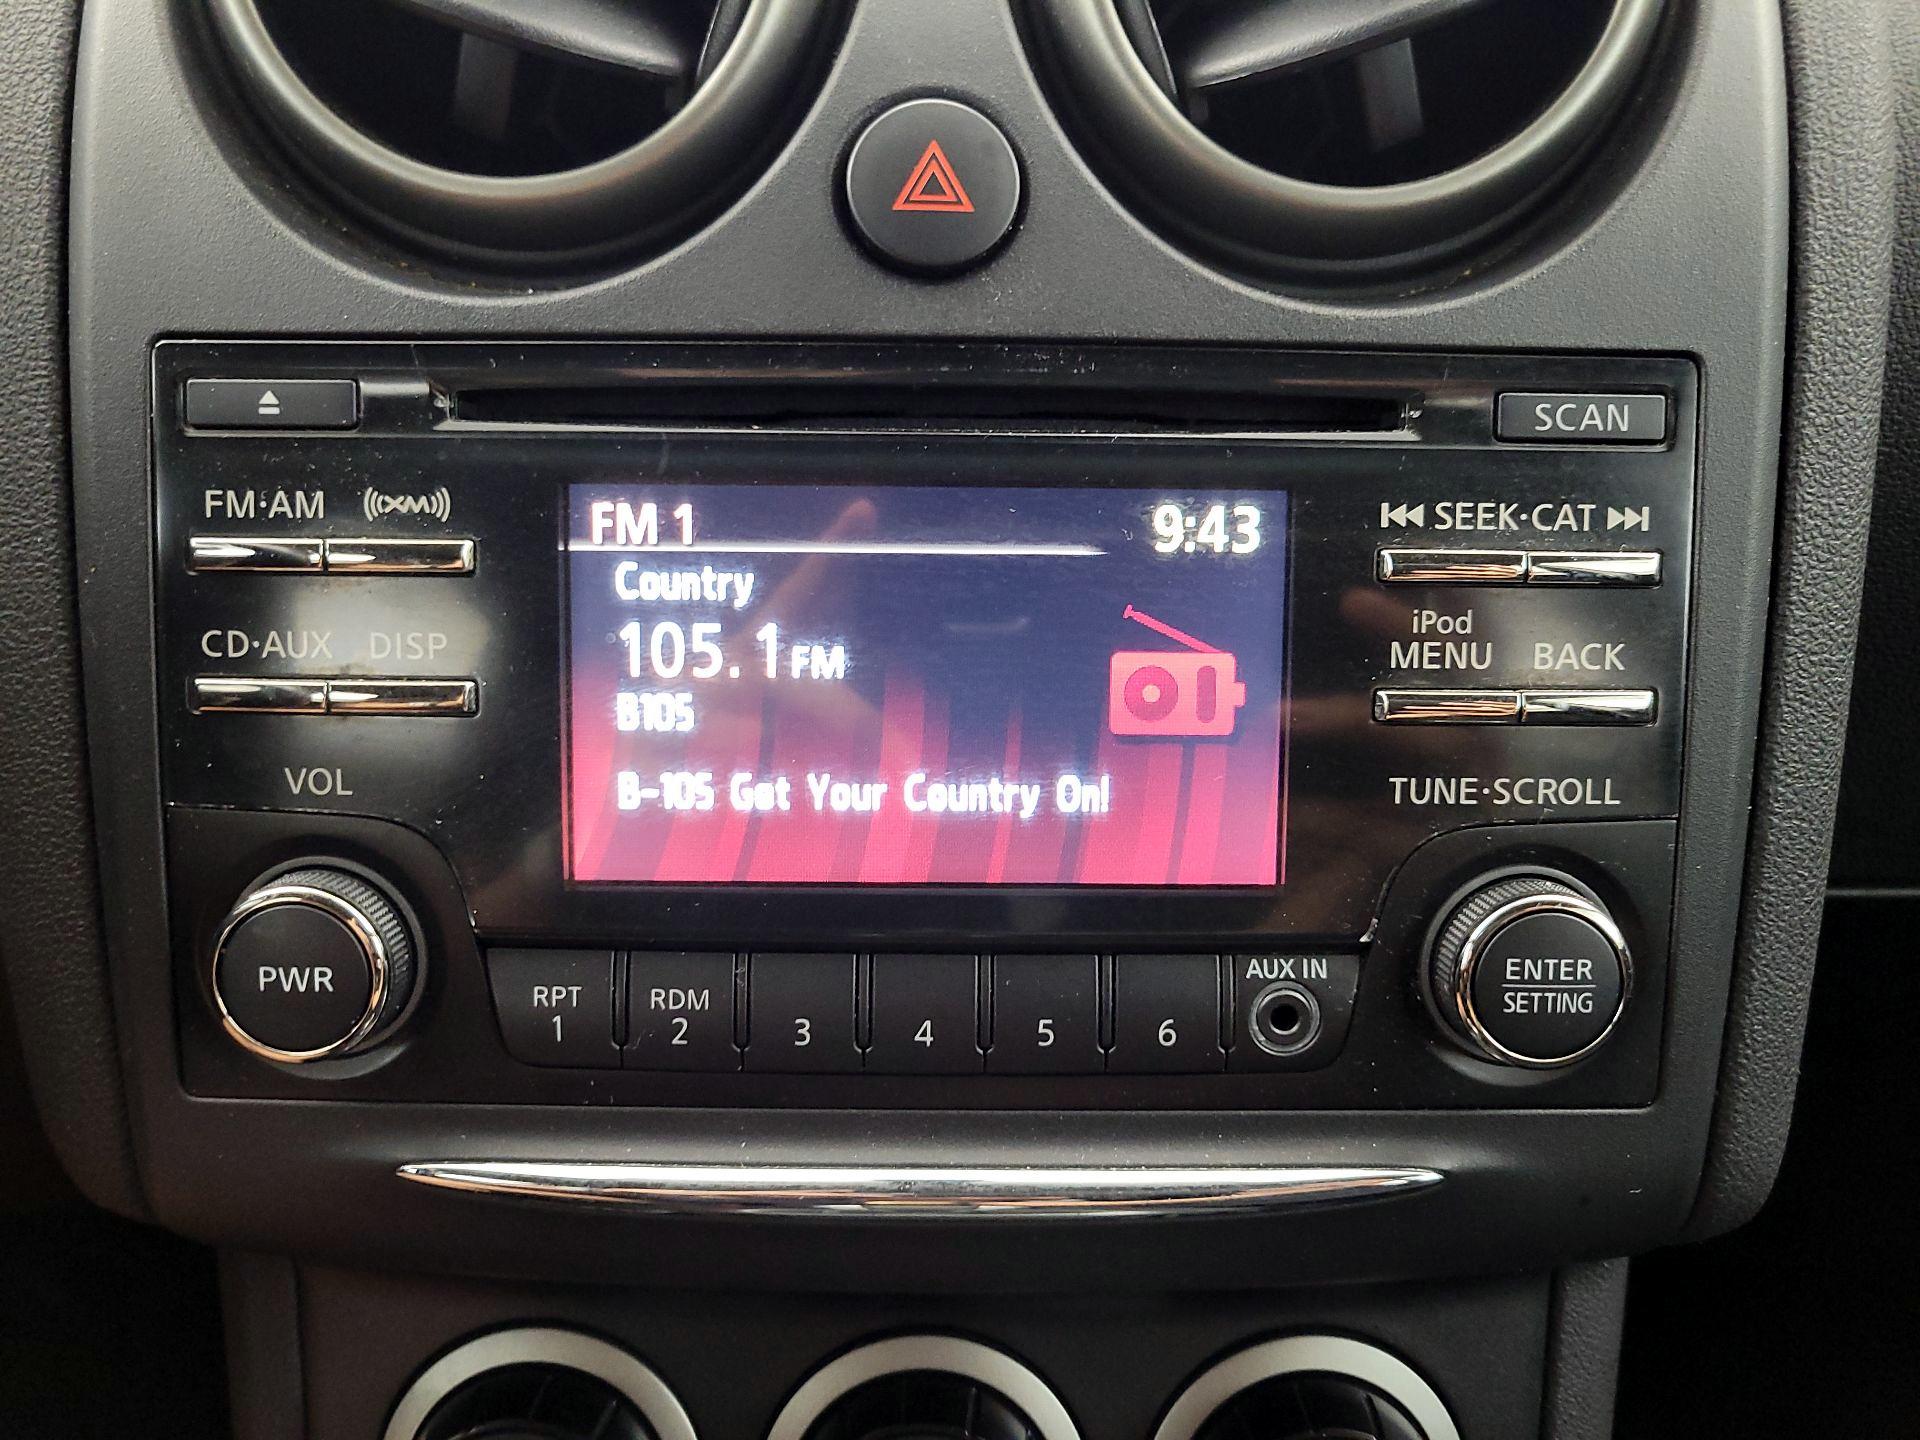 SCAN
FM·AM
((XM))
SEEK·CAT
FM 1
9:43
Country
105.1 FM
B105
B-105 Get Your Country On!
CD·AUX
DISP
iPod
MENU
BACK
VOL
TUNE·SCROLL
PWR
RPT
1
RDM
2
3
4
5
6
AUX IN
ENTER
SETTING